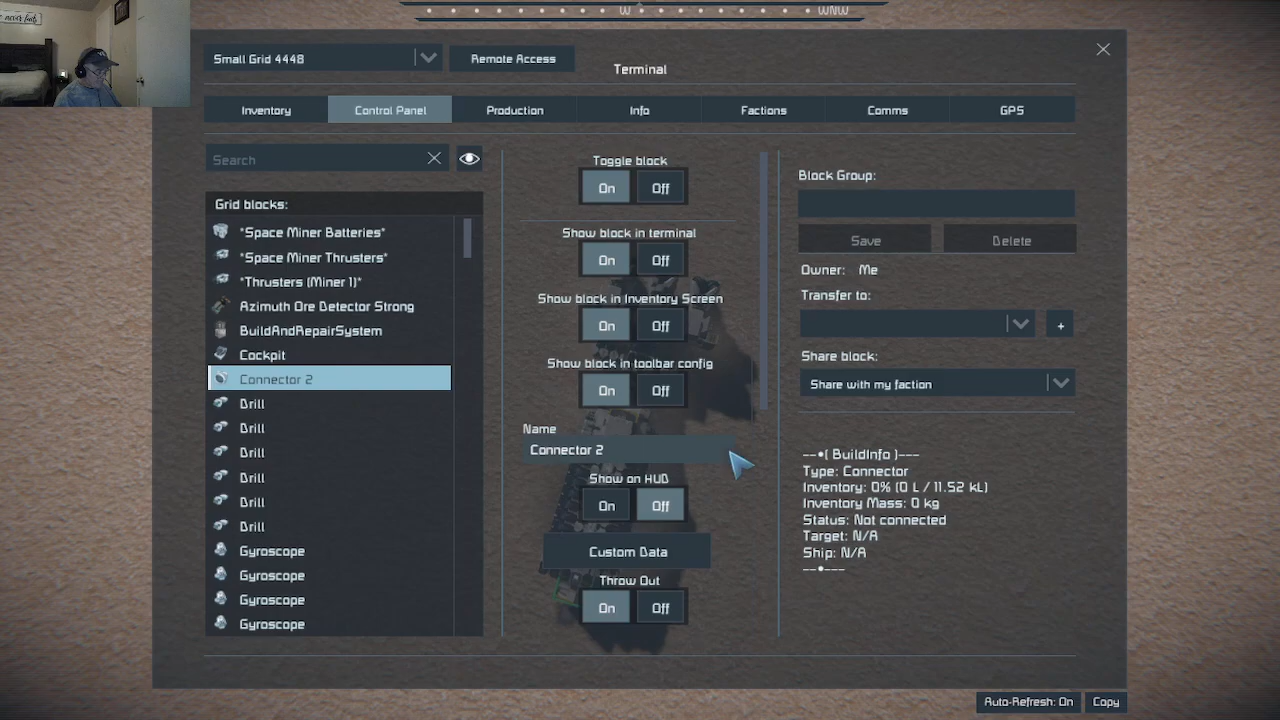 never fails
W
WNW
Small Grid 4448
Remote Access
Terminal
Inventory
Control Panel
Production
Info
Factions
Comms
GPS
Search
Grid blocks:
*Space Miner Batteries*
*Space Miner Thrusters*
*Thrusters (Miner 1)*
Azimuth Ore Detector Strong
BuildAndRepairSystem
Cockpit
Connector 2
Drill
Drill
Drill
Drill
Drill
Drill
Gyroscope
Gyroscope
Gyroscope
Gyroscope
Toggle block
On Off
Show block in terminal
On Off
Show block in Inventory Screen
On Off
Show block in toolbar config
On Off
Name
Connector 2
Show on HUD
On Off
Custom Data
Throw Out
On Off
Block Group:
Save
Delete
Owner: Me
Transfer to:
+
Share block:
Share with my faction
--•( BuildInfo )---
Type: Connector
Inventory: 0% (0 L / 11.52 kL)
Inventory Mass: 0 kg
Status: Not connected
Target: N/A
Ship: N/A
--•---
Auto-Refresh: On
Copy